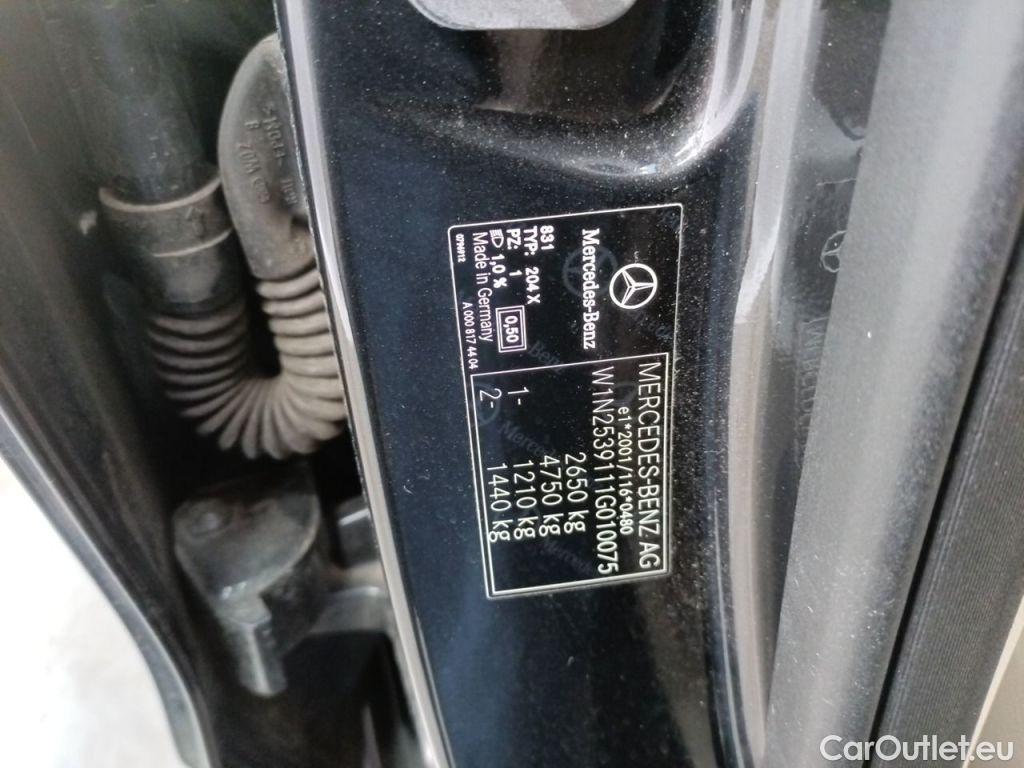 Mercedes-Benz
831
TYP: 204 X
PZ: 1
0,50
1,0 %
Made in Germany
07M4912
A 000 817 44 04
MERCEDES-BENZ AG
e1*2001/116*0480
W1N2539111G010075
2650 kg
4750 kg
1- 1210 kg
2- 1440 kg
CarOutlet.eu